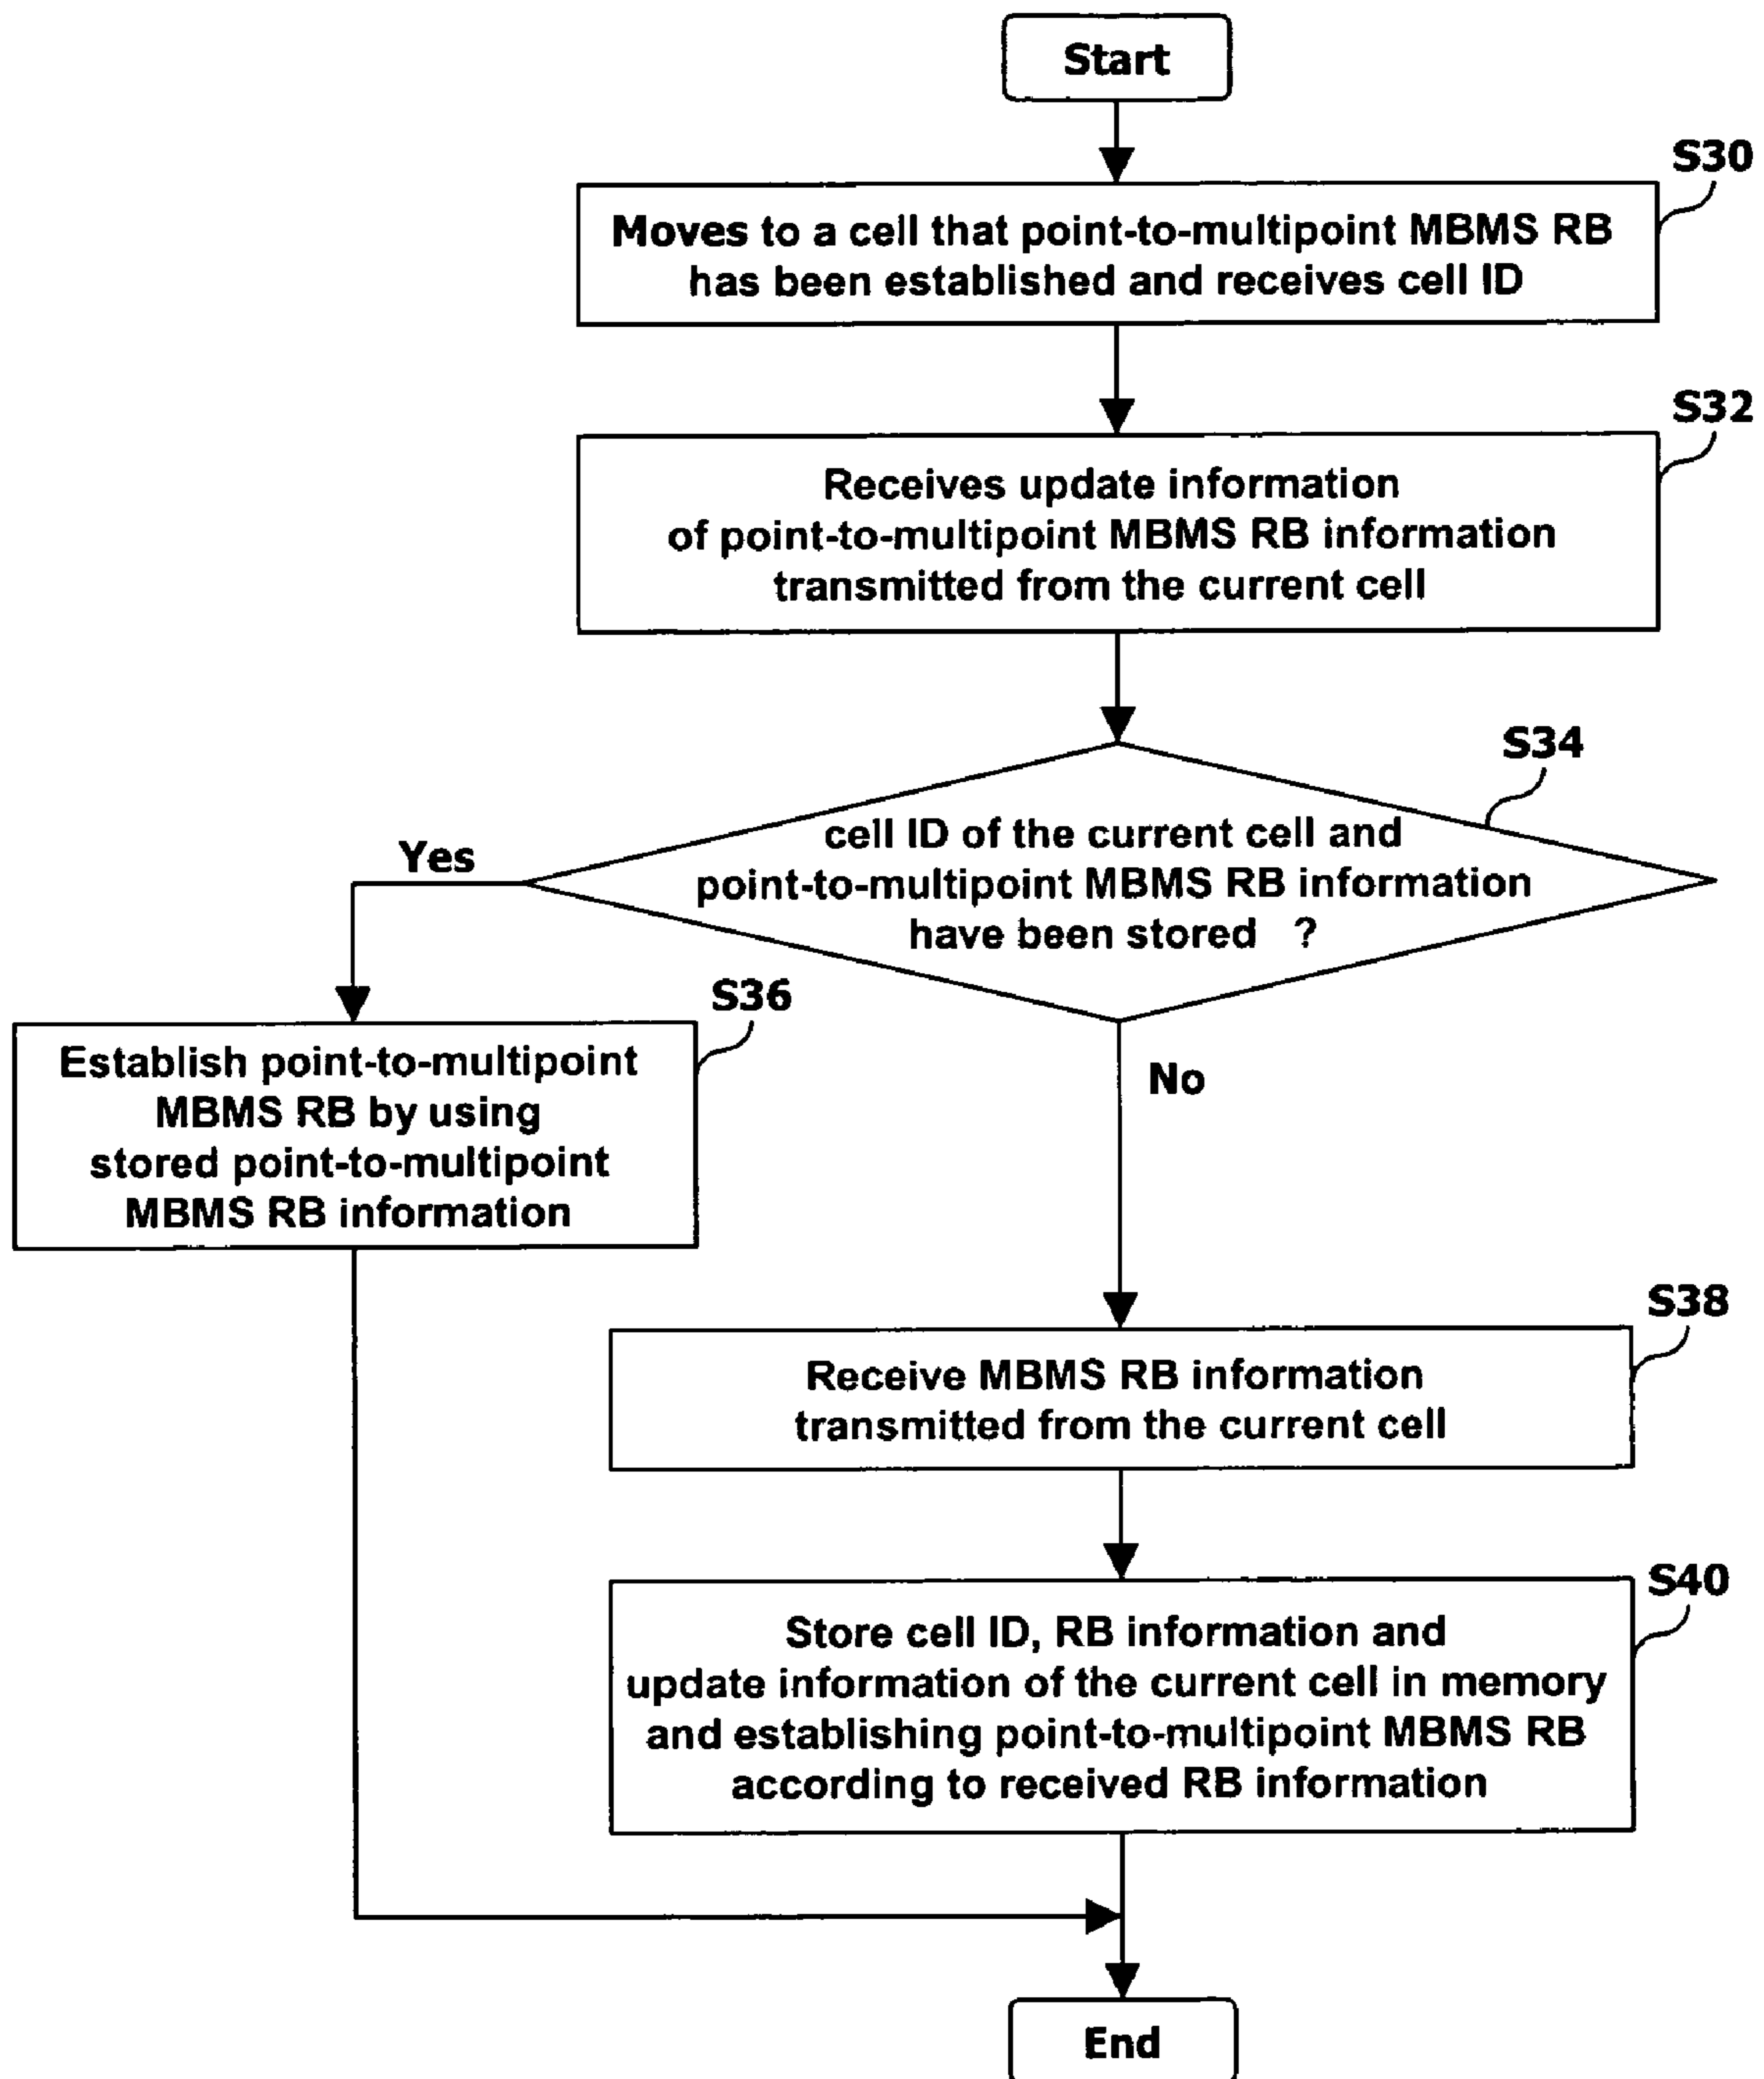 Start
S30
Moves to a cell that point-to-multipoint MBMS RB
has been established and receives cell ID
S32
Receives update information
of point-to-multipoint MBMS RB information
transmitted from the current cell
S34
cell ID of the current cell and
point-to-multipoint MBMS RB information
have been stored ?
Yes
No
S36
Establish point-to-multipoint
MBMS RB by using
stored point-to-multipoint
MBMS RB information
S38
Receive MBMS RB information
transmitted from the current cell
S40
Store cell ID, RB information and
update information of the current cell in memory
and establishing point-to-multipoint MBMS RB
according to received RB information
End